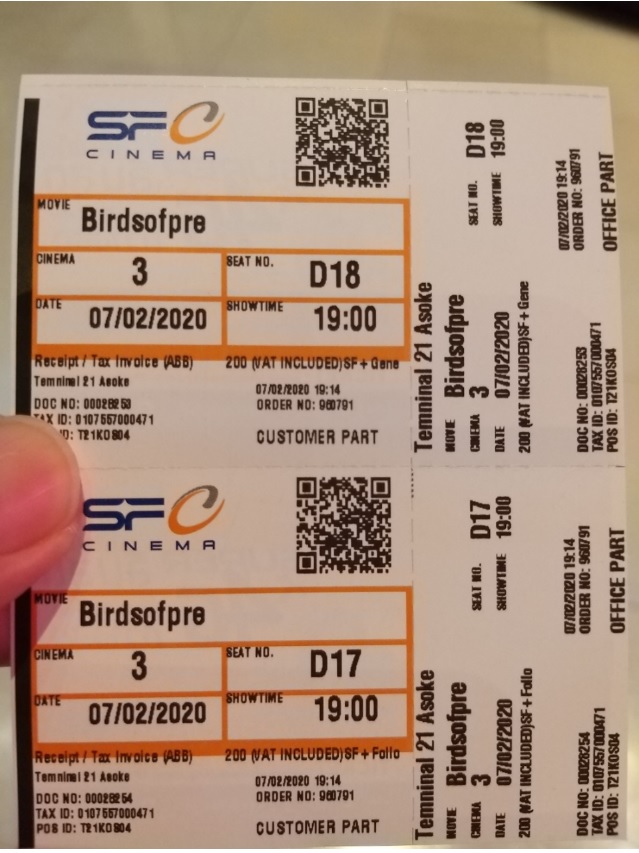 SFC
CINEMA
MOVIE
Birdsofpre
CINEMA
3
SEAT NO.
D18
DATE
07/02/2020
SHOWTIME
19:00
Receipt / Tax Invoice (ABB)
200 (VAT INCLUDED)SF + Gene
Temninal 21 Asoke
07/02/2020 19:14
DOC NO: 00028253
ORDER NO: 960791
TAX ID: 0107557000471
ID: T21KOS04
CUSTOMER PART
Temninal 21 Asoke
MOVIE Birdsofpre
CINEMA 3
DATE 07/02/2020
200 (VAT INCLUDED)SF + Gene
SEAT NO. D18
SHOWTIME 19:00
DOC NO: 00028253
TAX ID: 0107557000471
POS ID: T21KOS04
07/02/2020 19:14
ORDER NO: 960791
OFFICE PART
SFC
CINEMA
MOVIE
Birdsofpre
CINEMA
3
SEAT NO.
D17
DATE
07/02/2020
SHOWTIME
19:00
Receipt / Tax Invoice (ABB)
200 (VAT INCLUDED)SF + Follo
Temninal 21 Asoke
07/02/2020 19:14
DOC NO: 00028254
ORDER NO: 960791
TAX ID: 0107557000471
POS ID: T21KOS04
CUSTOMER PART
Temninal 21 Asoke
MOVIE Birdsofpre
CINEMA 3
DATE 07/02/2020
200 (VAT INCLUDED)SF + Follo
SEAT NO. D17
SHOWTIME 19:00
DOC NO: 00028254
TAX ID: 0107557000471
POS ID: T21KOS04
07/02/2020 19:14
ORDER NO: 960791
OFFICE PART